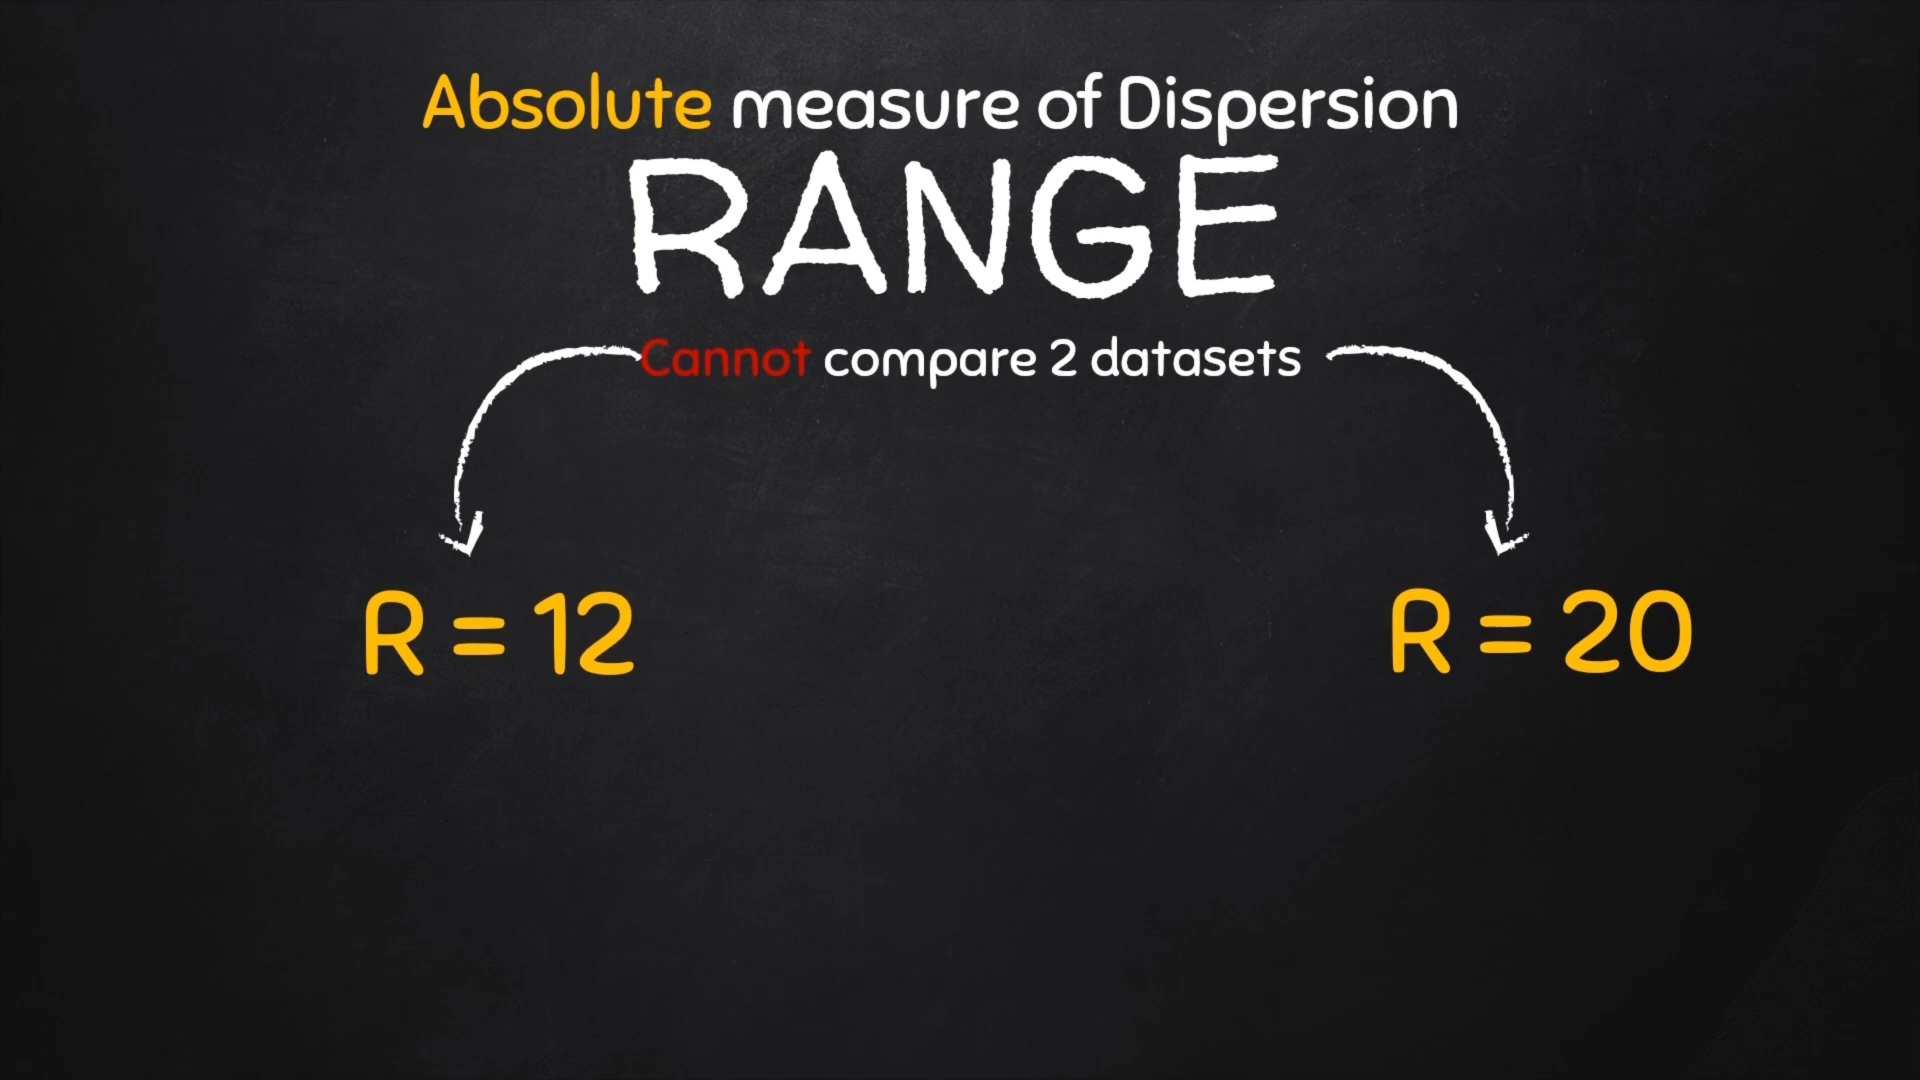 Absolute measure of Dispersion
RANGE
Cannot compare 2 datasets
R = 12
R = 20